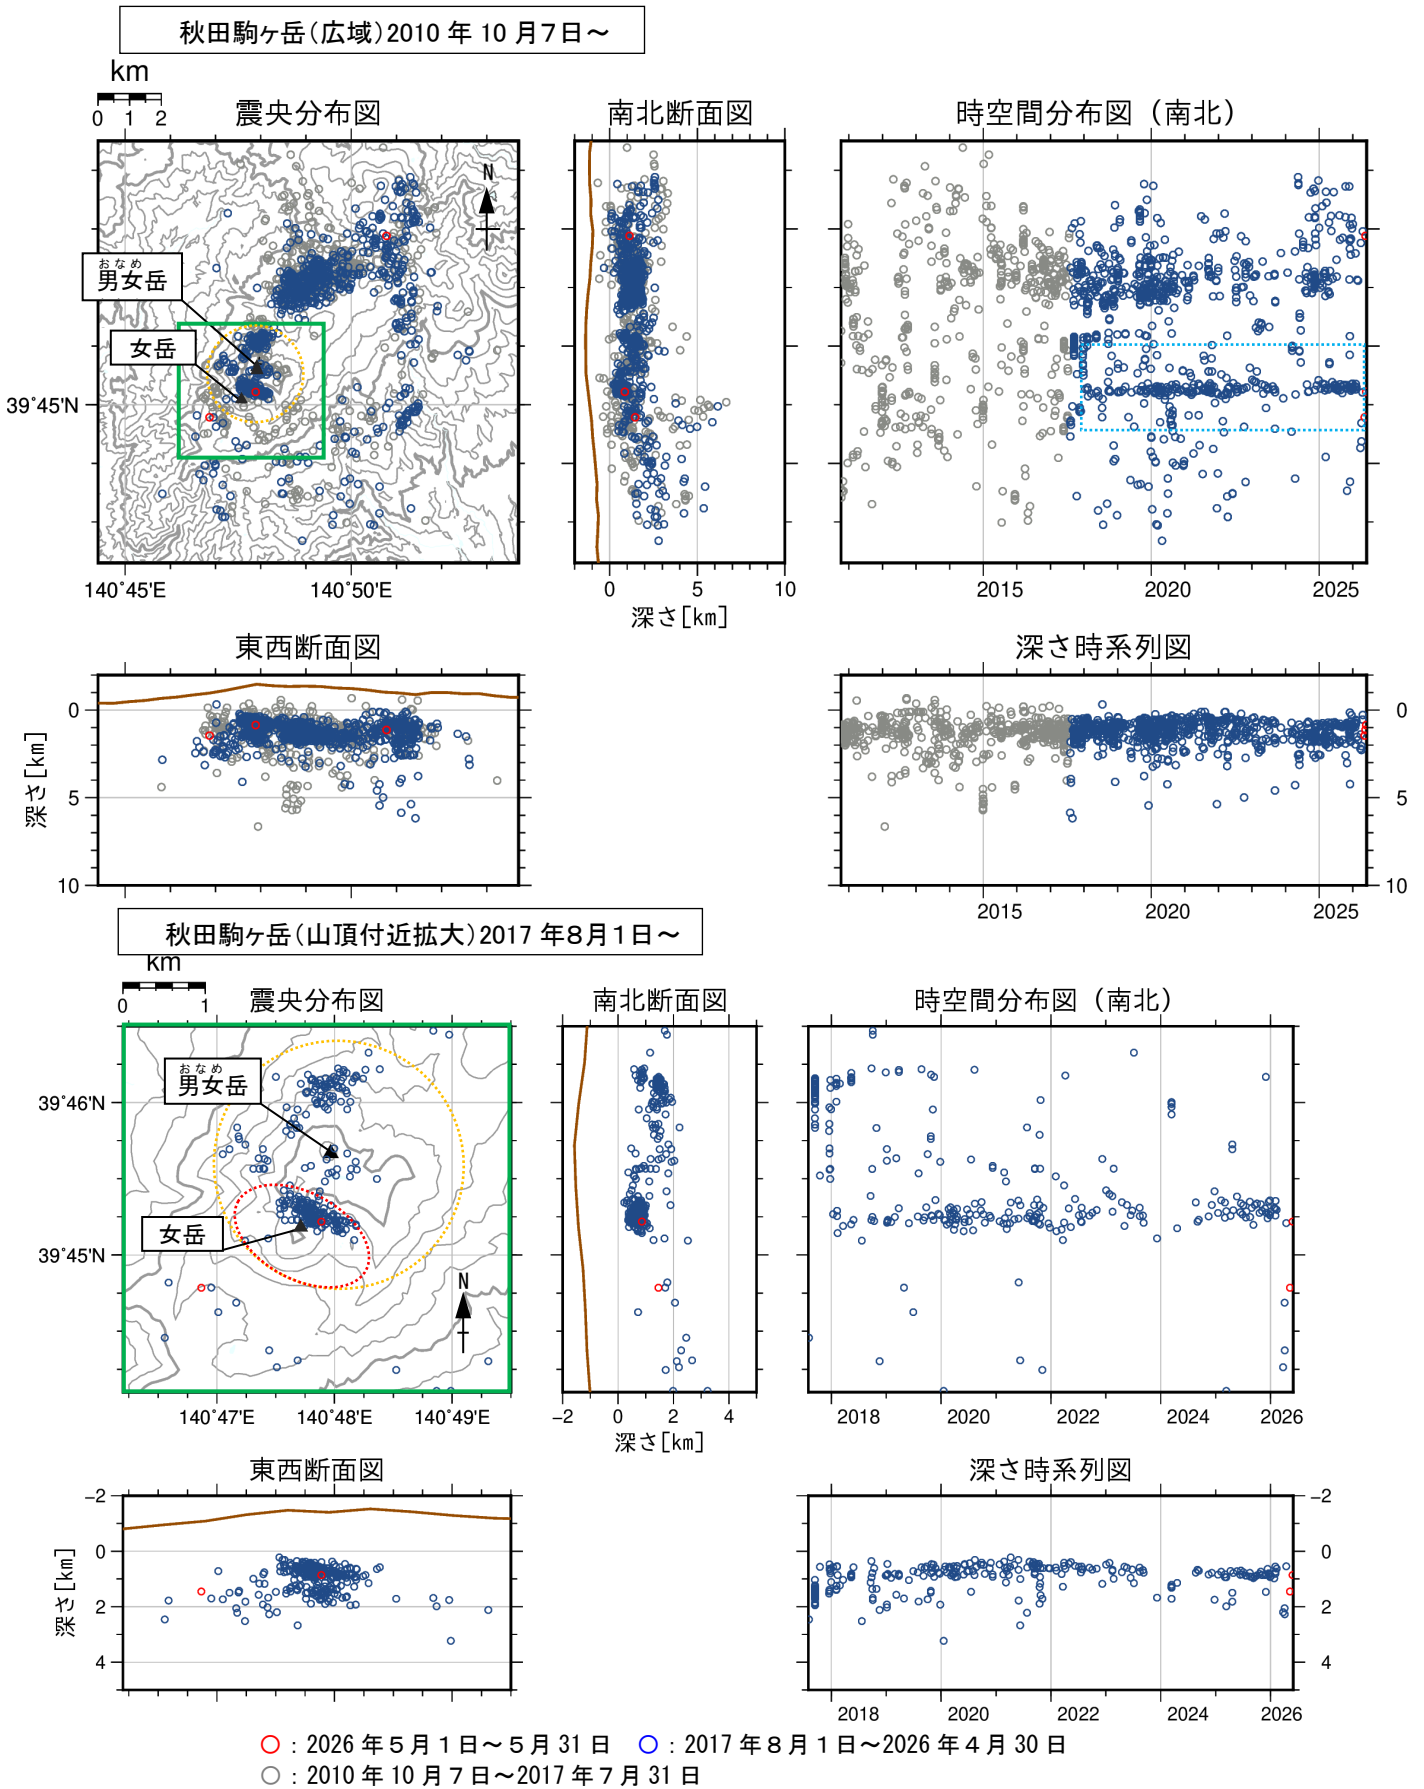 秋田駒ヶ岳（広域）2010 年 10 月７日～
km
0 1 2
震央分布図
南北断面図
時空間分布図（南北）
N
おなめ
男女岳
女岳
39°45'N
140°45'E 140°50'E
0 5 10
深さ[km]
2015 2020 2025
東西断面図
深さ時系列図
深さ[km]
0
5
10
0
5
10
2015 2020 2025
秋田駒ヶ岳（山頂付近拡大）2017 年８月１日～
km
0 1
震央分布図
南北断面図
時空間分布図（南北）
おなめ
男女岳
39°46'N
女岳
39°45'N
N
140°47'E 140°48'E 140°49'E
−2 0 2 4
深さ[km]
2018 2020 2022 2024 2026
東西断面図
深さ時系列図
深さ[km]
−2
0
2
4
−2
0
2
4
2018 2020 2022 2024 2026
○：2026 年５月１日～５月 31 日 ○：2017 年８月１日～2026 年４月 30 日
○：2010 年 10 月７日～2017 年７月 31 日